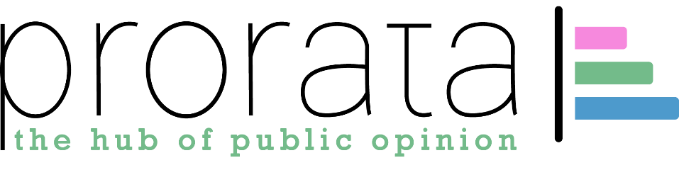 prorata
the hub of public opinion